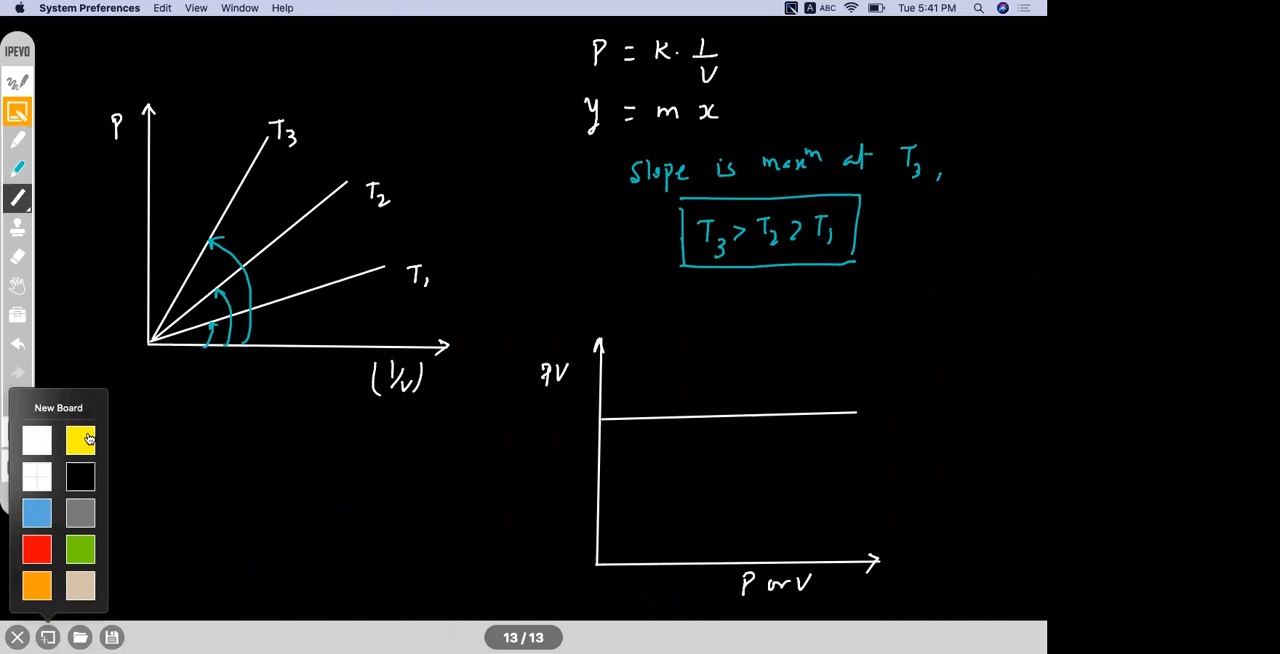 System Preferences Edit View Window Help
A ABC Tue 5:41 PM
IPEVO
P = K. 1/V
y = m x
P
T3
T2
T1
(1/V)
Slope is maxm at T3,
T3 > T2 > T1
PV
P or V
New Board
13 / 13